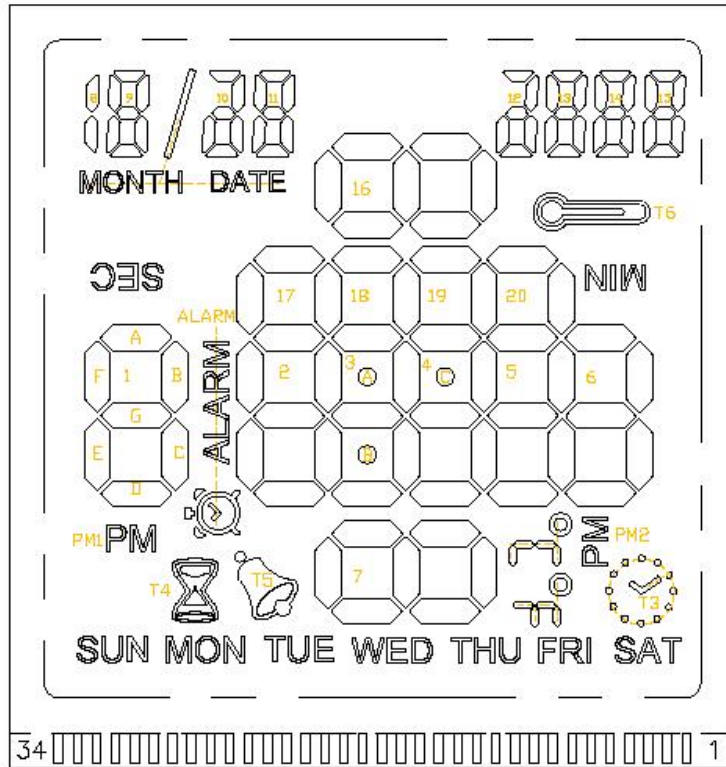 8 9 10 11 12 13 14 15
MONTH DATE
16
T6
SEC MIN
17 18 19 20
ALARM
A
F 1 B
ALARM
2 3 A 4 C 5 6
G
E C B
D
PM1 PM PM PM2
T4 T5 7 T3
°C
°F
SUN MON TUE WED THU FRI SAT
34 1